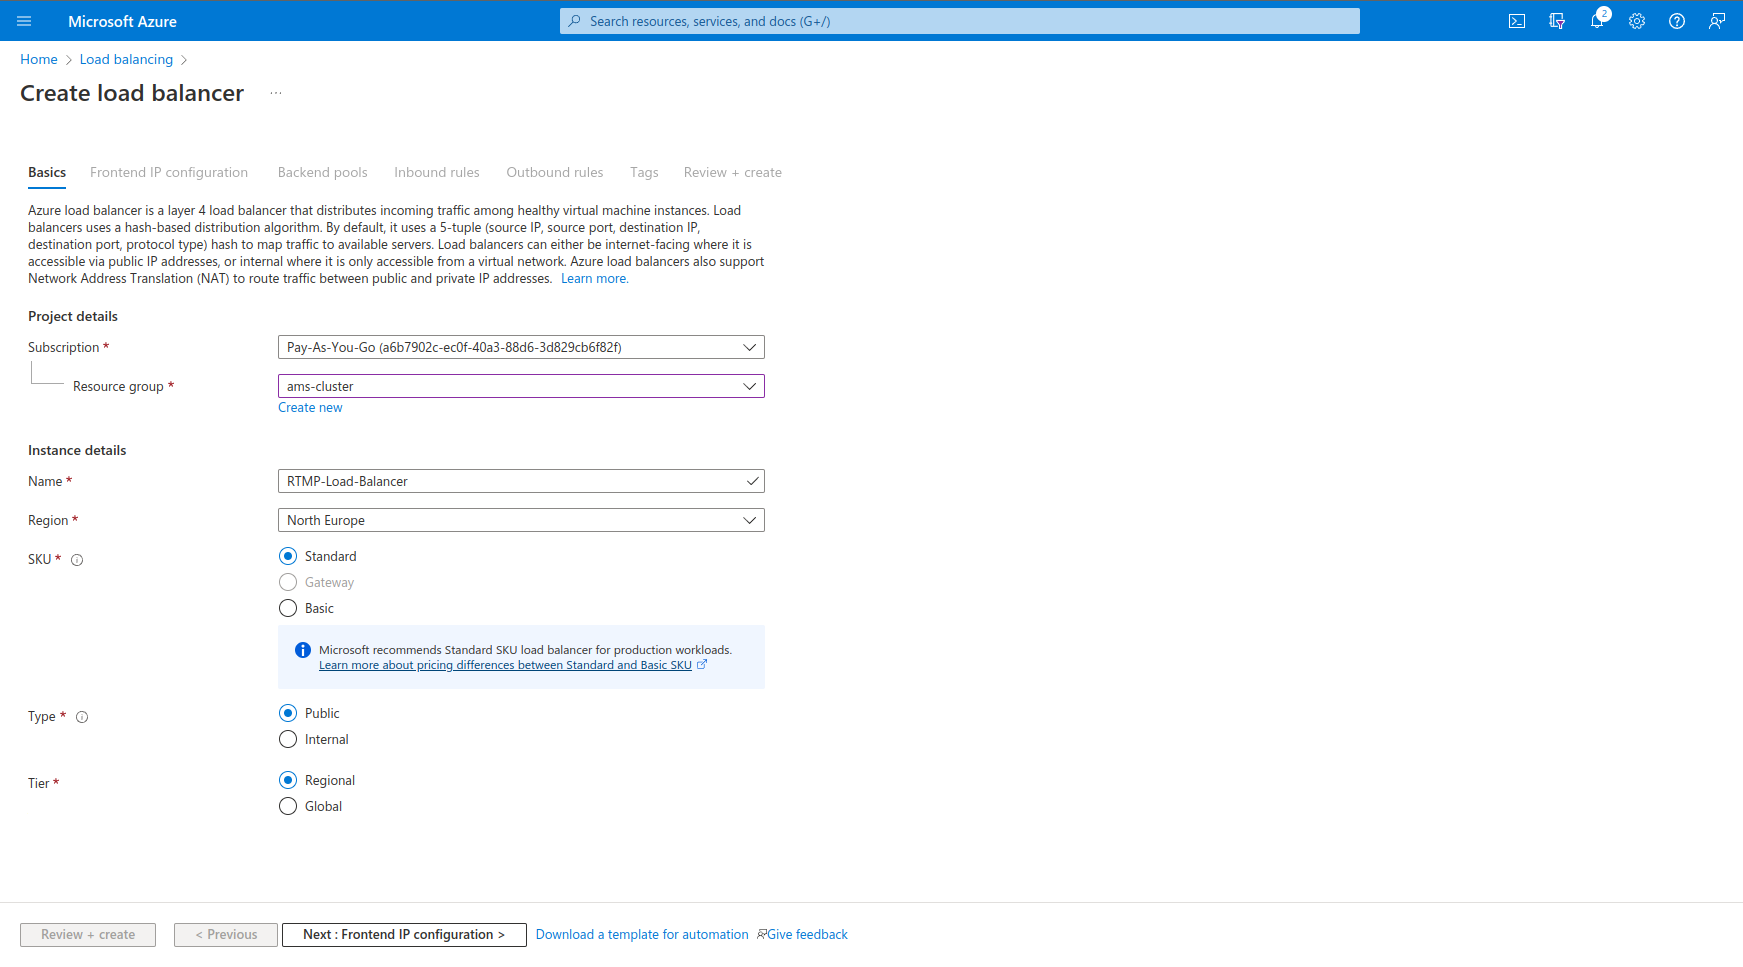 Microsoft Azure
Search resources, services, and docs (G+/)
2
Home > Load balancing >
Create load balancer ...
Basics Frontend IP configuration Backend pools Inbound rules Outbound rules Tags Review + create
Azure load balancer is a layer 4 load balancer that distributes incoming traffic among healthy virtual machine instances. Load
balancers uses a hash-based distribution algorithm. By default, it uses a 5-tuple (source IP, source port, destination IP,
destination port, protocol type) hash to map traffic to available servers. Load balancers can either be internet-facing where it is
accessible via public IP addresses, or internal where it is only accessible from a virtual network. Azure load balancers also support
Network Address Translation (NAT) to route traffic between public and private IP addresses. Learn more.
Project details
Subscription * Pay-As-You-Go (a6b7902c-ec0f-40a3-88d6-3d829cb6f82f)
Resource group * ams-cluster
Create new
Instance details
Name * RTMP-Load-Balancer
Region * North Europe
SKU * Standard
Gateway
Basic
Microsoft recommends Standard SKU load balancer for production workloads.
Learn more about pricing differences between Standard and Basic SKU
Type * Public
Internal
Tier * Regional
Global
Review + create < Previous Next : Frontend IP configuration > Download a template for automation Give feedback